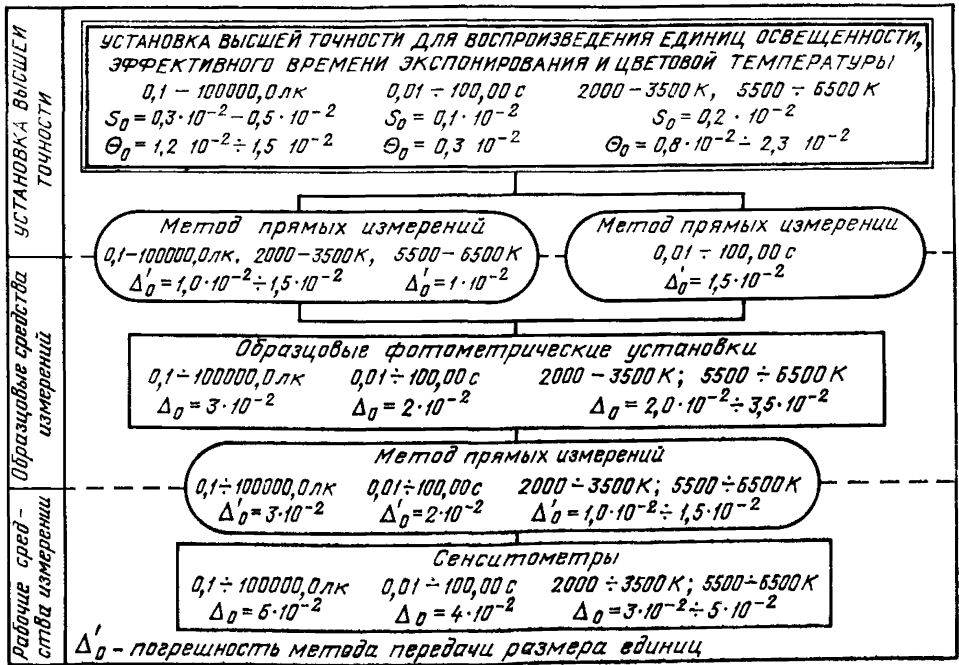 УСТАНОВКА ВЫСШЕЙ ТОЧНОСТИ
УСТАНОВКА ВЫСШЕЙ ТОЧНОСТИ ДЛЯ ВОСПРОИЗВЕДЕНИЯ ЕДИНИЦ ОСВЕЩЕННОСТИ,
ЭФФЕКТИВНОГО ВРЕМЕНИ ЭКСПОНИРОВАНИЯ И ЦВЕТОВОЙ ТЕМПЕРАТУРЫ
0,1 – 100000,0 лк 0,01 ÷ 100,00 с 2000 – 3500 К, 5500 ÷ 6500 К
S₀ = 0,3·10⁻² – 0,5·10⁻² S₀ = 0,1·10⁻² S₀ = 0,2·10⁻²
Θ₀ = 1,2 10⁻² ÷ 1,5 10⁻² Θ₀ = 0,3 10⁻² Θ₀ = 0,8·10⁻² ÷ 2,3 10⁻²
Метод прямых измерений
0,1–100000,0 лк, 2000–3500 К, 5500–6500 К
Δ′₀ = 1,0·10⁻² ÷ 1,5·10⁻² Δ′₀ = 1·10⁻²
Метод прямых измерении
0,01 ÷ 100,00 с
Δ′₀ = 1,5·10⁻²
Образцовые средства измерений
Образцовые фотометрические установки
0,1 ÷ 100000,0 лк 0,01 ÷ 100,00 с 2000 – 3500 К; 5500 ÷ 6500 К
Δ₀ = 3·10⁻² Δ₀ = 2·10⁻² Δ₀ = 2,0·10⁻² ÷ 3,5·10⁻²
Метод прямых измерений
0,1 ÷ 100000,0 лк 0,01 ÷ 100,00 с 2000 ÷ 3500 К; 5500 ÷ 6500 К
Δ′₀ = 3·10⁻² Δ′₀ = 2·10⁻² Δ′₀ = 1,0·10⁻² ÷ 1,5·10⁻²
Рабочие сред-
ства измерении
Сенситометры
0,1 ÷ 100000,0 лк 0,01 ÷ 100,00 с 2000 ÷ 3500 К; 5500 ÷ 6500 К
Δ₀ = 6·10⁻² Δ₀ = 4·10⁻² Δ₀ = 3·10⁻² ÷ 5·10⁻²
Δ′₀ – погрешность метода передачи размера единиц